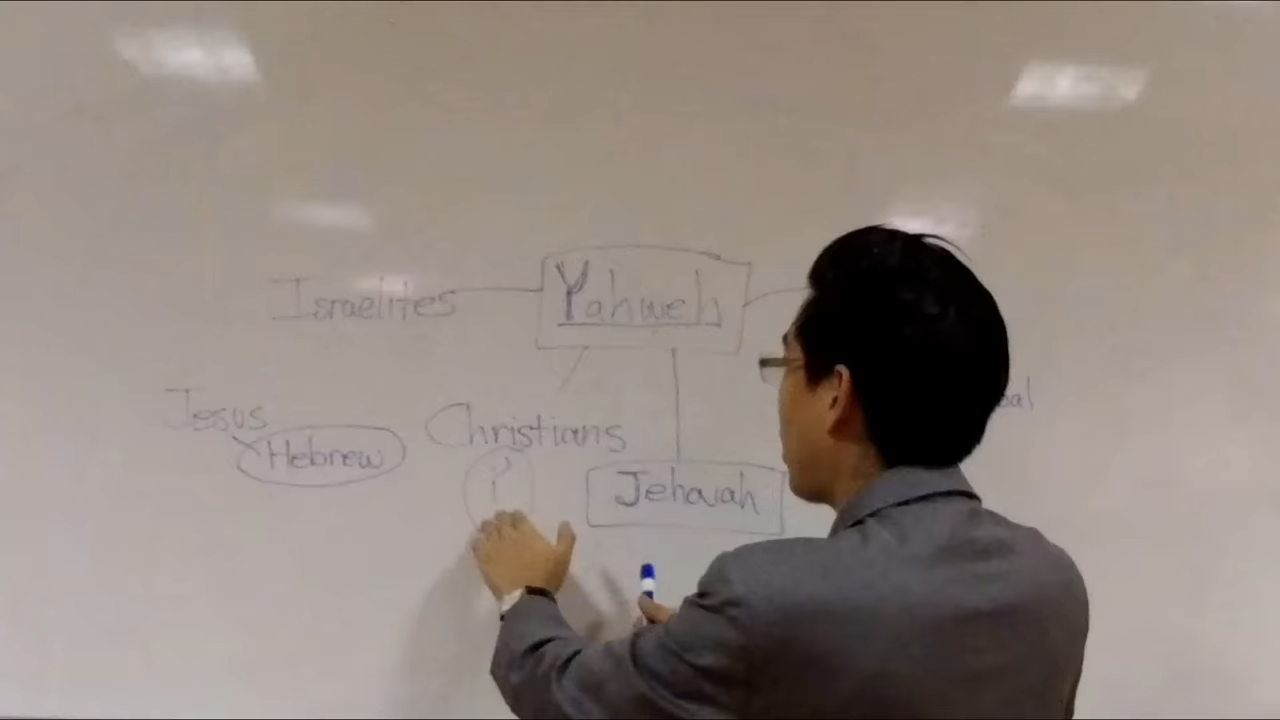 Israelites
Yahweh
Jesus
Christians
Hebrew
Jehovah